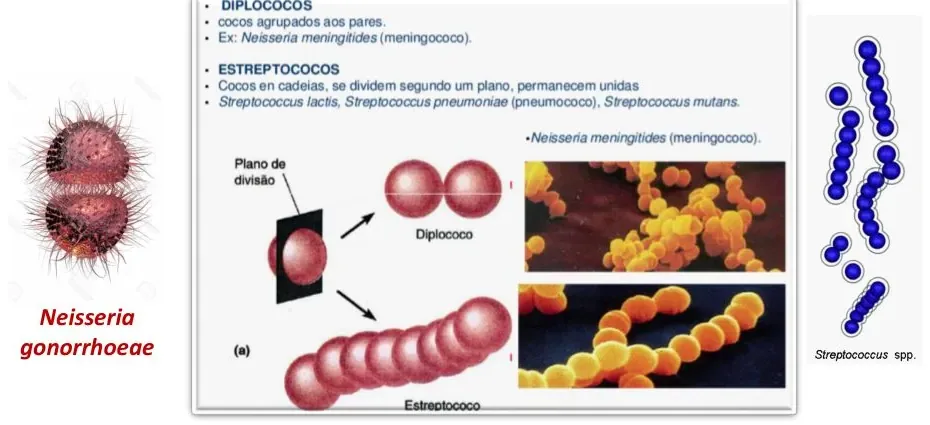 DIPLOCOCOS
cocos agrupados aos pares.
Ex: Neisseria meningitides (meningococo).
ESTREPTOCOCOS
Cocos en cadeias, se dividem segundo um plano, permanecem unidas
Streptococcus lactis, Streptococcus pneumoniae (pneumococo), Streptococcus mutans.
•Neisseria meningitides (meningococo).
Plano de
divisão
Diplococo
(a)
Estreptococo
Neisseria
gonorrhoeae
Streptococcus spp.